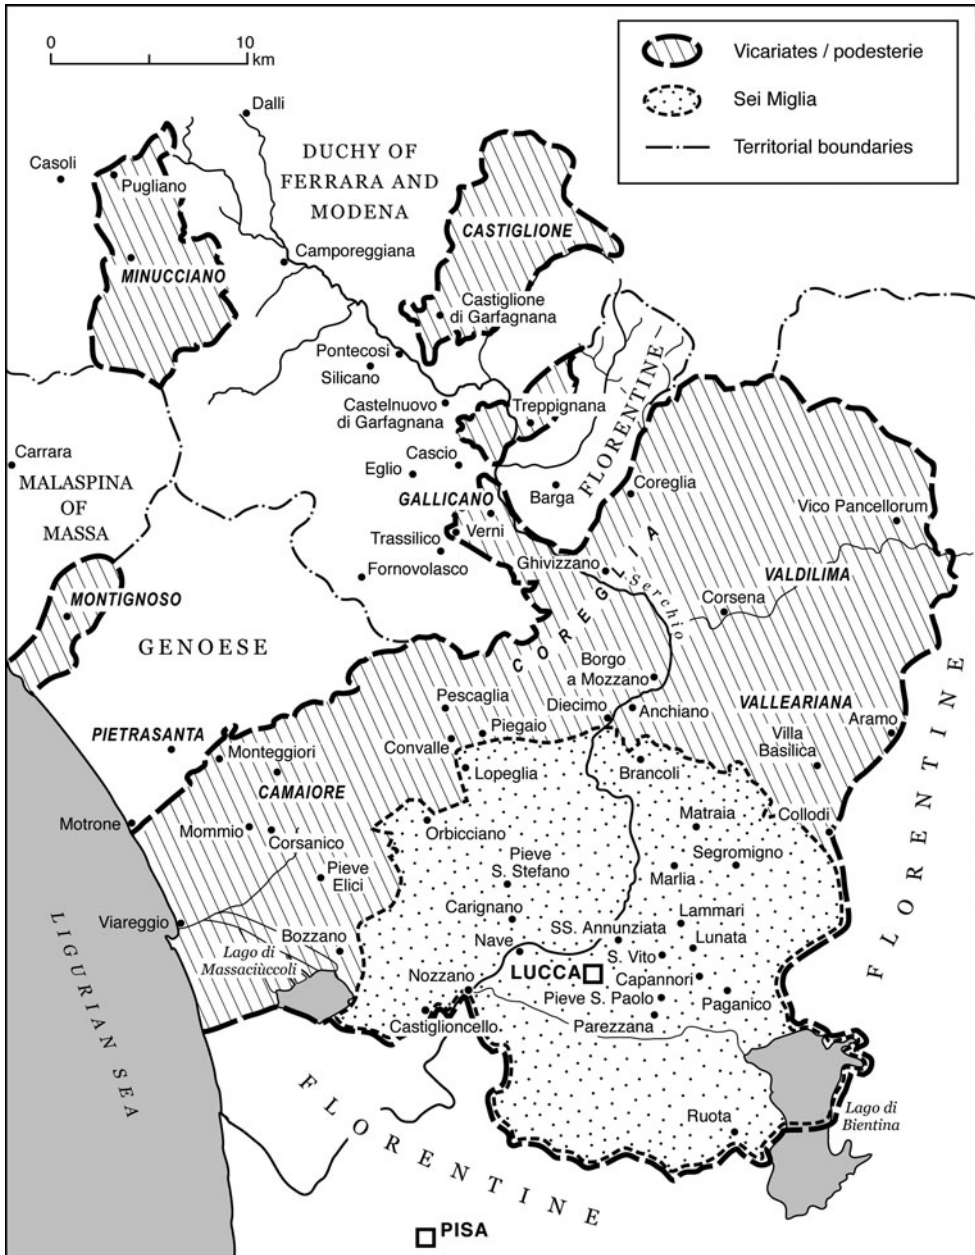 0
10
km
Vicariates / podesterie
Sei Miglia
Territorial boundaries
Dalli
Casoli
Pugliano
DUCHY OF
FERRARA AND
MODENA
CASTIGLIONE
Camporeggiana
MINUCCIANO
Castiglione
di Garfagnana
Pontecosi
Silicano
Treppignana
Castelnuovo
di Garfagnana
FLORENTINE
Carrara
Cascio
Eglio
Barga
Coreglia
MALASPINA
OF
MASSA
GALLICANO
Verni
Vico Pancellorum
Trassilico
Ghivizzano
Fornovolasco
VALDILIMA
Serchio
Corsena
MONTIGNOSO
COREGLIA
GENOESE
Borgo
a Mozzano
Pescaglia
Diecimo
Anchiano
VALLEARIANA
Aramo
PIETRASANTA
Piegaio
Monteggiori
Convalle
Villa
Basilica
Lopeglia
Brancoli
CAMAIORE
Motrone
Mommio
Corsanico
Orbicciano
Matraia
Collodi
Pieve
S. Stefano
Segromigno
Pieve
Elici
Marlia
FLORENTINE
Viareggio
Carignano
Lammari
SS. Annunziata
Bozzano
Nave
Lunata
Lago di
Massaciùccoli
S. Vito
LUCCA
Nozzano
Capannori
Pieve S. Paolo
Paganico
Castiglioncello
Parezzana
LIGURIAN SEA
Ruota
Lago di
Bientina
FLORENTINE
PISA